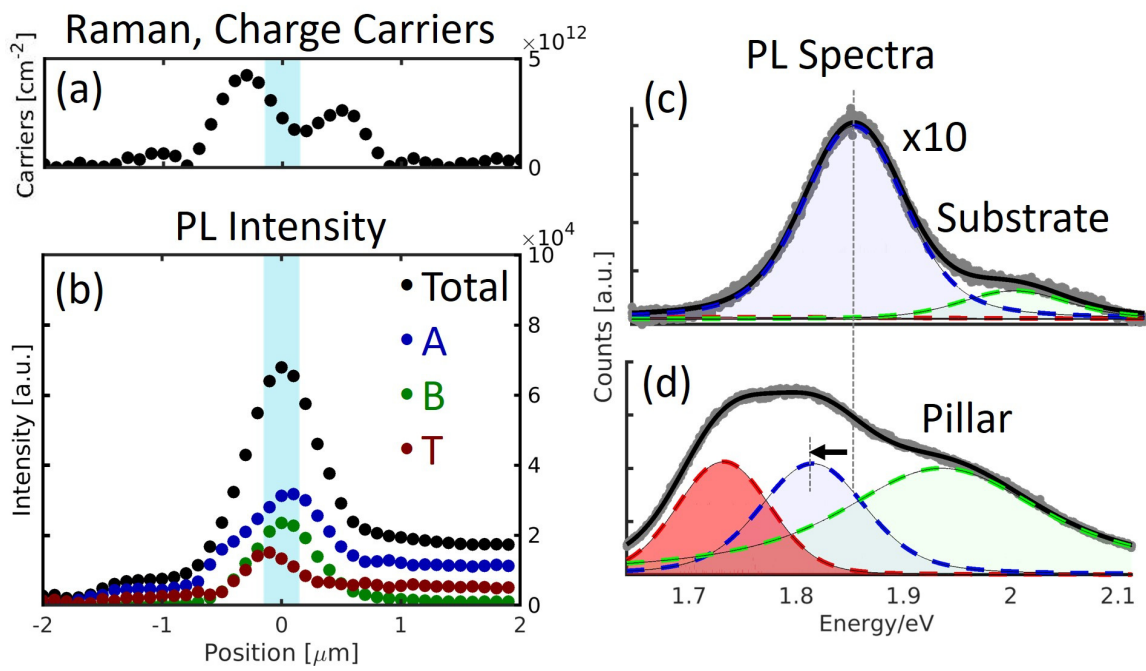 Raman, Charge Carriers
×10^12
5
(a)
Carriers [cm^-2]
0
PL Intensity
×10^4
10
(b)
Total
A
B
T
8
6
4
2
0
Intensity [a.u.]
-2
-1
0
1
2
Position [μm]
PL Spectra
(c)
x10
Substrate
Counts [a.u.]
(d)
Pillar
1.7
1.8
1.9
2
2.1
Energy/eV